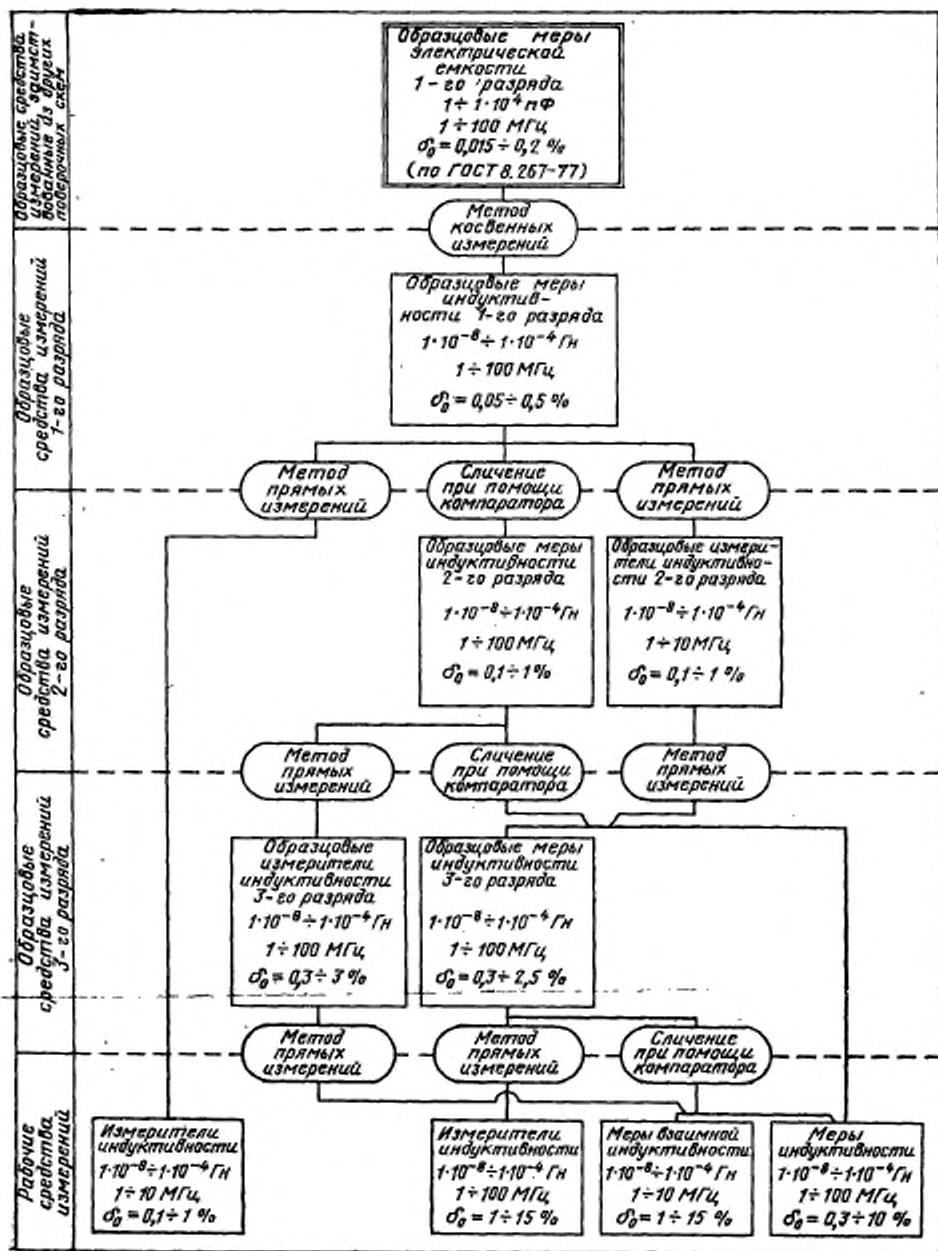 Образцовые средства
измерений, заимст-
вованные из других
поверочных схем
Образцовые меры
электрической
емкости
1-го разряда
1÷1·10⁴ пФ
1÷100 МГц
δ₀ = 0,015÷0,2 %
(по ГОСТ 8.267-77)
Метод
косвенных
измерений
Образцовые
средства измерений
1-го разряда
Образцовые меры
индуктив-
ности 1-го разряда
1·10⁻⁸÷1·10⁻⁴ Гн
1÷100 МГц
δ₀ = 0,05÷0,5 %
Метод
прямых
измерений
Сличение
при помощи
компаратора
Метод
прямых
измерений
Образцовые
средства измерений
2-го разряда
Образцовые меры
индуктивности
2-го разряда
1·10⁻⁸÷1·10⁻⁴ Гн
1÷100 МГц
δ₀ = 0,1÷1 %
Образцовые измери-
тели индуктивно-
сти 2-го разряда
1·10⁻⁸÷1·10⁻⁴ Гн
1÷10 МГц
δ₀ = 0,1÷1 %
Метод
прямых
измерений
Сличение
при помощи
компаратора
Метод
прямых
измерений
Образцовые
средства измерений
3-го разряда
Образцовые
измерители
индуктивности
3-го разряда
1·10⁻⁸÷1·10⁻⁴ Гн
1÷100 МГц
δ₀ = 0,3÷3 %
Образцовые меры
индуктивности
3-го разряда
1·10⁻⁸÷1·10⁻⁴ Гн
1÷100 МГц
δ₀ = 0,3÷2,5 %
Метод
прямых
измерений
Метод
прямых
измерений
Сличение
при помощи
компаратора
Рабочие
средства
измерений
Измерители
индуктивности
1·10⁻⁸÷1·10⁻⁴ Гн
1÷10 МГц
δ₀ = 0,1÷1 %
Измерители
индуктивности
1·10⁻⁸÷1·10⁻⁴ Гн
1÷100 МГц
δ₀ = 1÷15 %
Меры взаимной
индуктивности
1·10⁻⁸÷1·10⁻⁴ Гн
1÷10 МГц
δ₀ = 1÷15 %
Меры
индуктивности
1·10⁻⁸÷1·10⁻⁴ Гн
1÷100 МГц
δ₀ = 0,3÷10 %